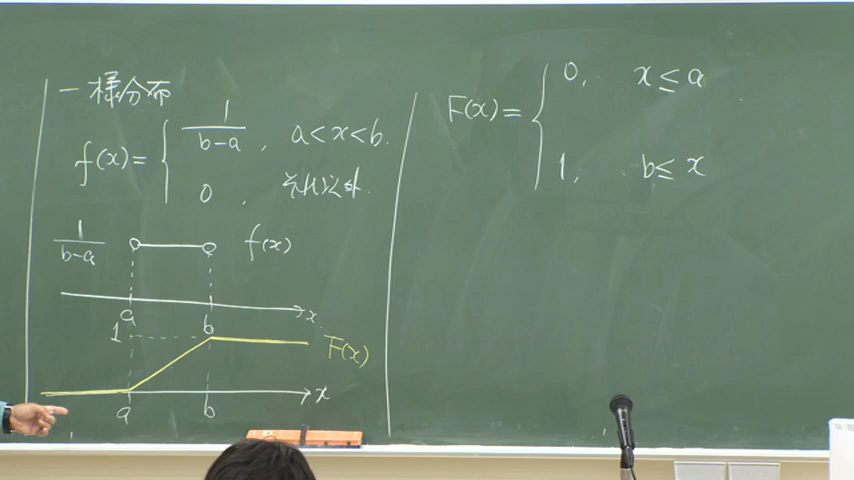 一様分布
f(x)= { 1/(b-a) , a<x<b.
0 , それ以外.
1/(b-a) f(x)
a b x
1 F(x)
a b x
F(x)= { 0, x≤a
1, b≤x